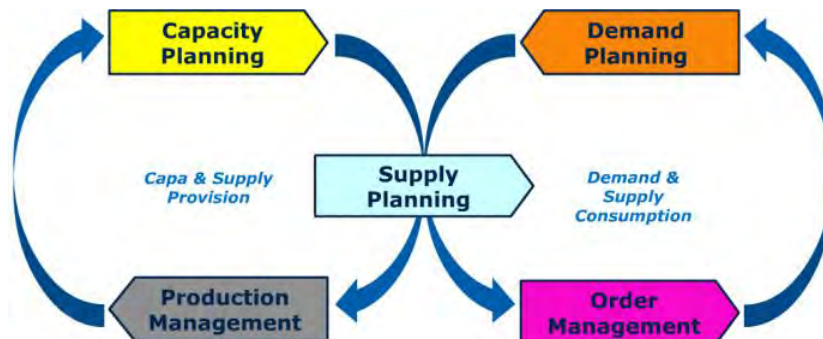 Capacity
Planning
Demand
Planning
Capa & Supply
Provision
Supply
Planning
Demand &
Supply
Consumption
Production
Management
Order
Management